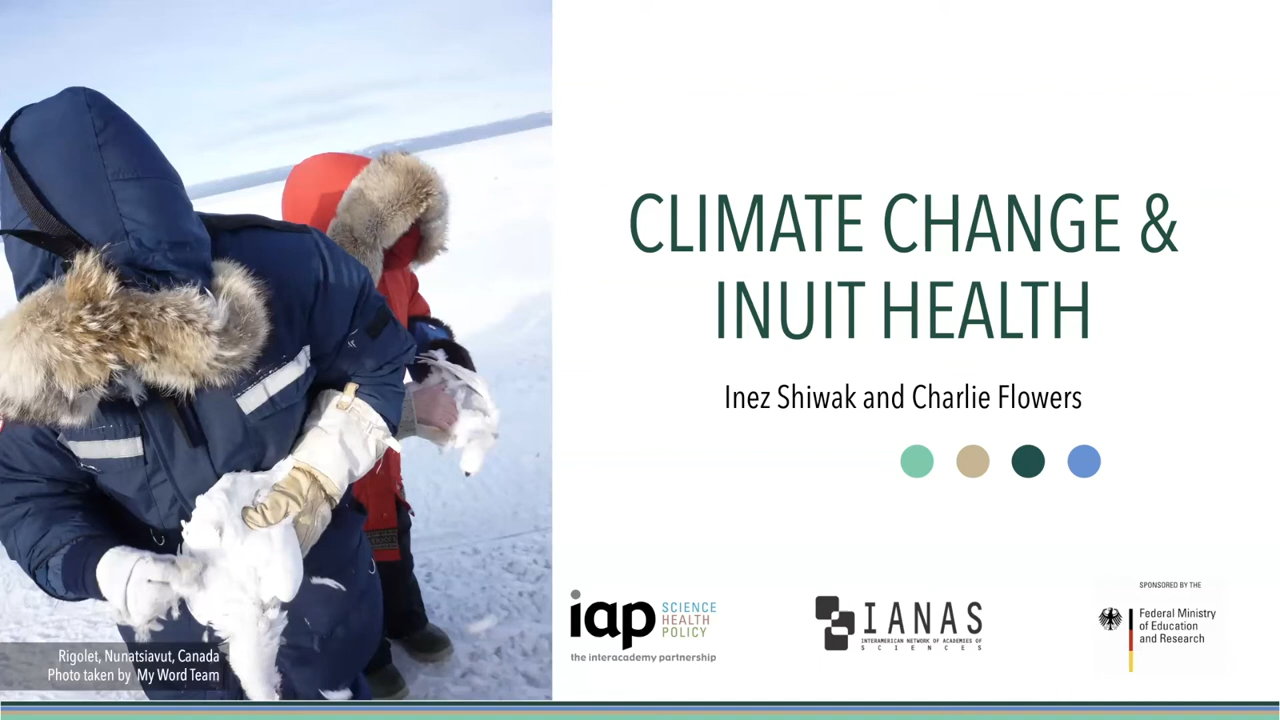 CLIMATE CHANGE &
INUIT HEALTH
Inez Shiwak and Charlie Flowers
iap SCIENCE
HEALTH
POLICY
the interacademy partnership
IANAS
INTERAMERICAN NETWORK OF ACADEMIES OF
SCIENCES
SPONSORED BY THE
Federal Ministry
of Education
and Research
Rigolet, Nunatsiavut, Canada
Photo taken by My Word Team